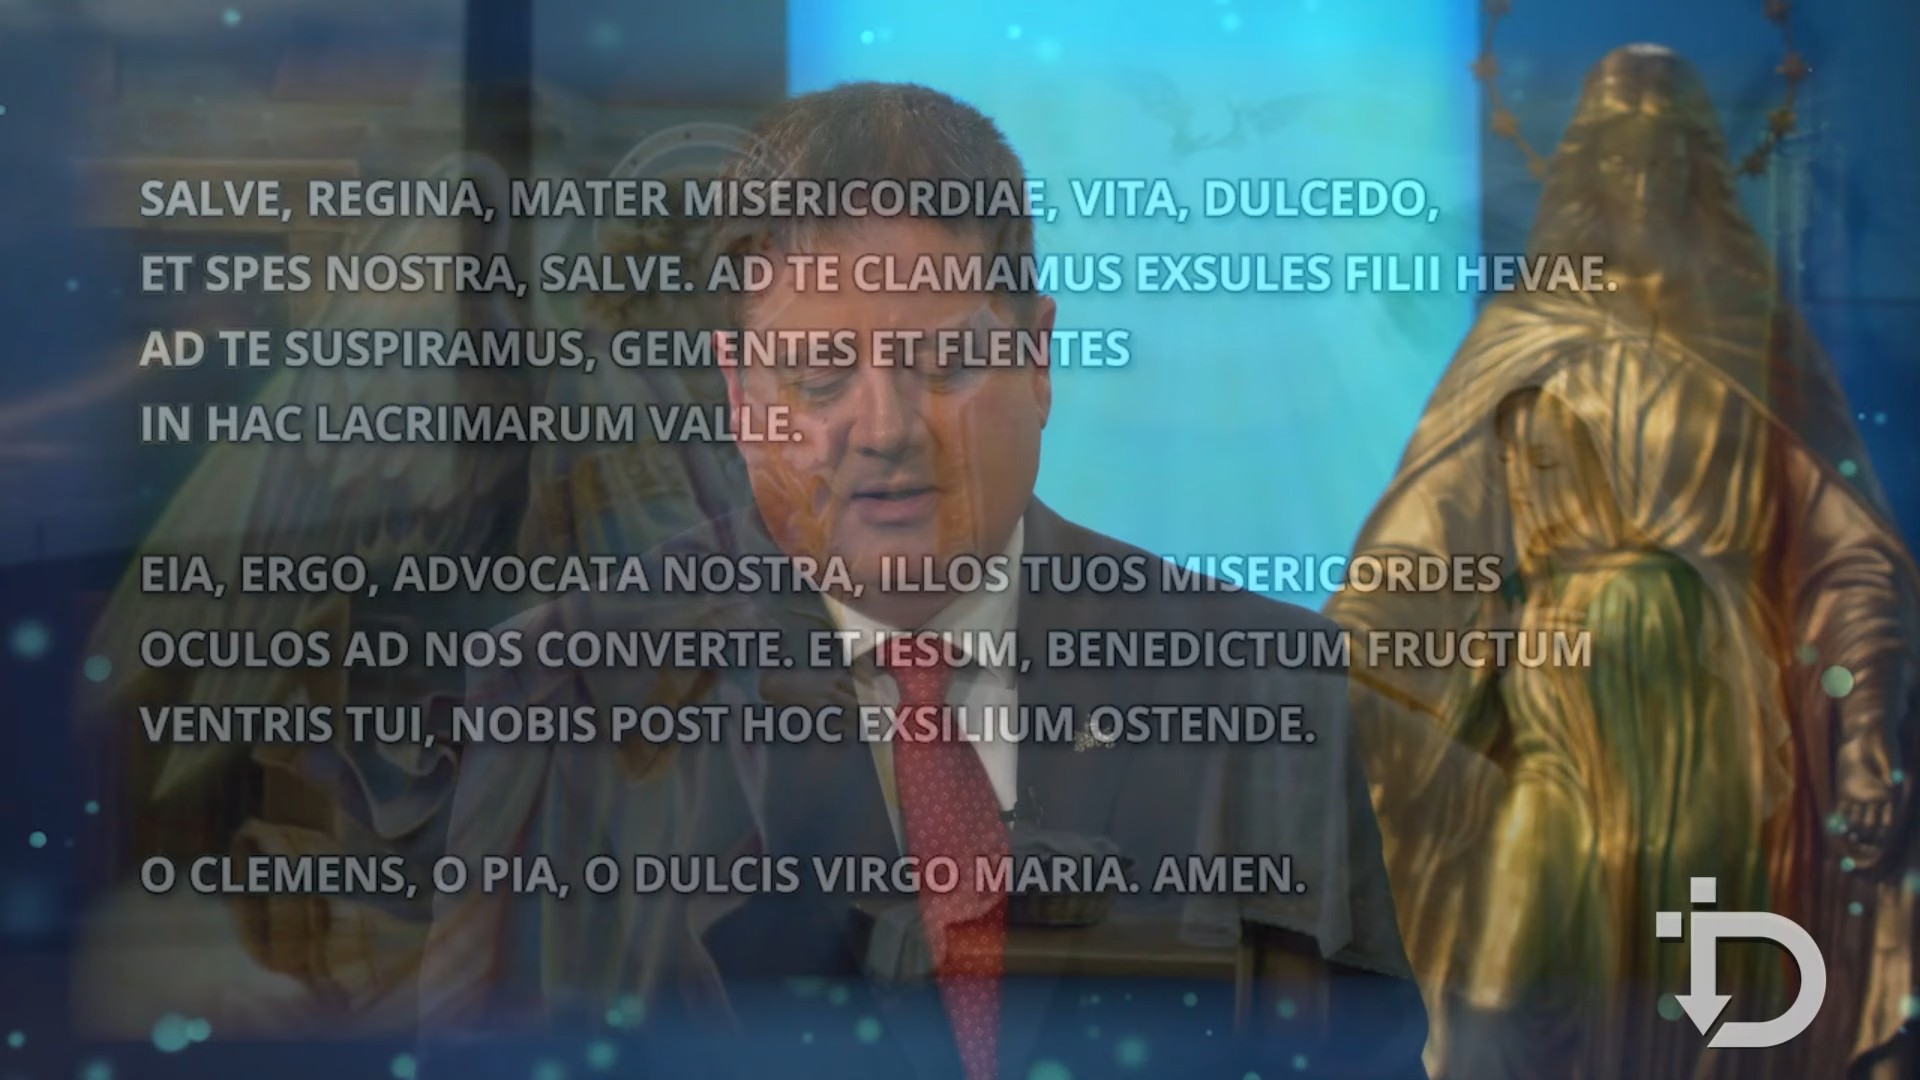 SALVE, REGINA, MATER MISERICORDIAE, VITA, DULCEDO,
ET SPES NOSTRA, SALVE. AD TE CLAMAMUS EXSULES FILII HEVAE.
AD TE SUSPIRAMUS, GEMENTES ET FLENTES
IN HAC LACRIMARUM VALLE.
EIA, ERGO, ADVOCATA NOSTRA, ILLOS TUOS MISERICORDES
OCULOS AD NOS CONVERTE. ET IESUM, BENEDICTUM FRUCTUM
VENTRIS TUI, NOBIS POST HOC EXSILIUM OSTENDE.
O CLEMENS, O PIA, O DULCIS VIRGO MARIA. AMEN.